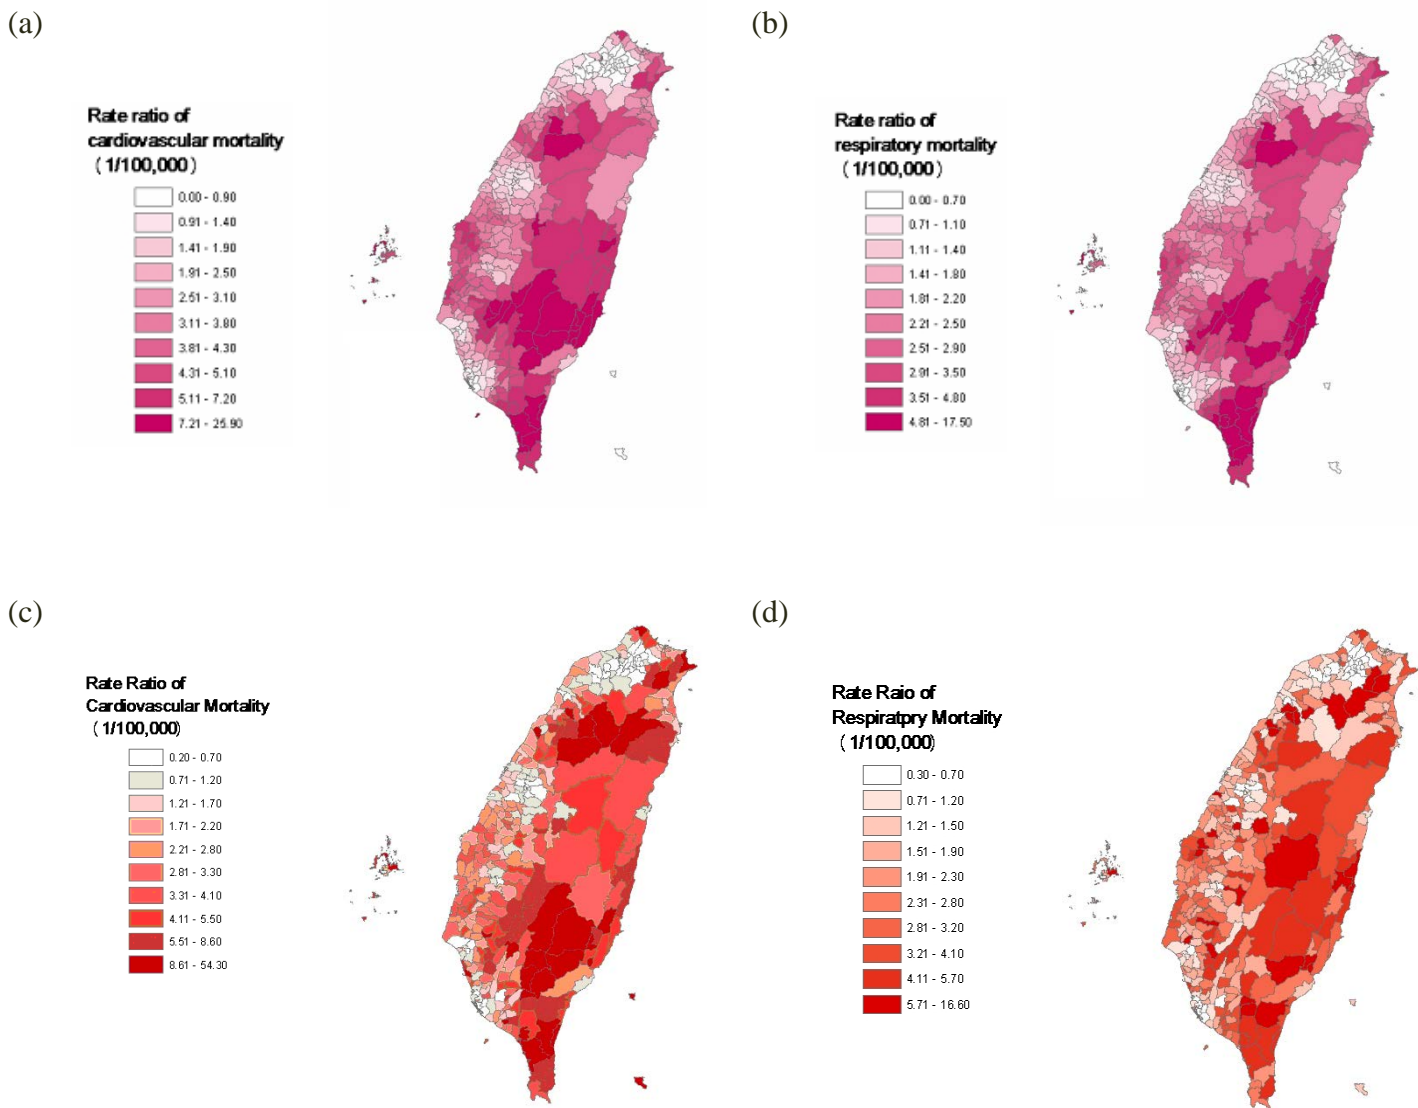 (a)
Rate ratio of
cardiovascular mortality
(1/100,000)
0.00 - 0.90
0.91 - 1.40
1.41 - 1.90
1.91 - 2.50
2.51 - 3.10
3.11 - 3.80
3.81 - 4.30
4.31 - 5.10
5.11 - 7.20
7.21 - 25.90
(b)
Rate ratio of
respiratory mortality
(1/100,000)
0.00 - 0.70
0.71 - 1.10
1.11 - 1.40
1.41 - 1.80
1.81 - 2.20
2.21 - 2.50
2.51 - 2.90
2.91 - 3.50
3.51 - 4.80
4.81 - 17.50
(c)
Rate Ratio of
Cardiovascular Mortality
(1/100,000)
0.20 - 0.70
0.71 - 1.20
1.21 - 1.70
1.71 - 2.20
2.21 - 2.80
2.81 - 3.30
3.31 - 4.10
4.11 - 5.50
5.51 - 8.60
8.61 - 54.30
(d)
Rate Raio of
Respiratpry Mortality
(1/100,000)
0.30 - 0.70
0.71 - 1.20
1.21 - 1.50
1.51 - 1.90
1.91 - 2.30
2.31 - 2.80
2.81 - 3.20
3.21 - 4.10
4.11 - 5.70
5.71 - 16.60